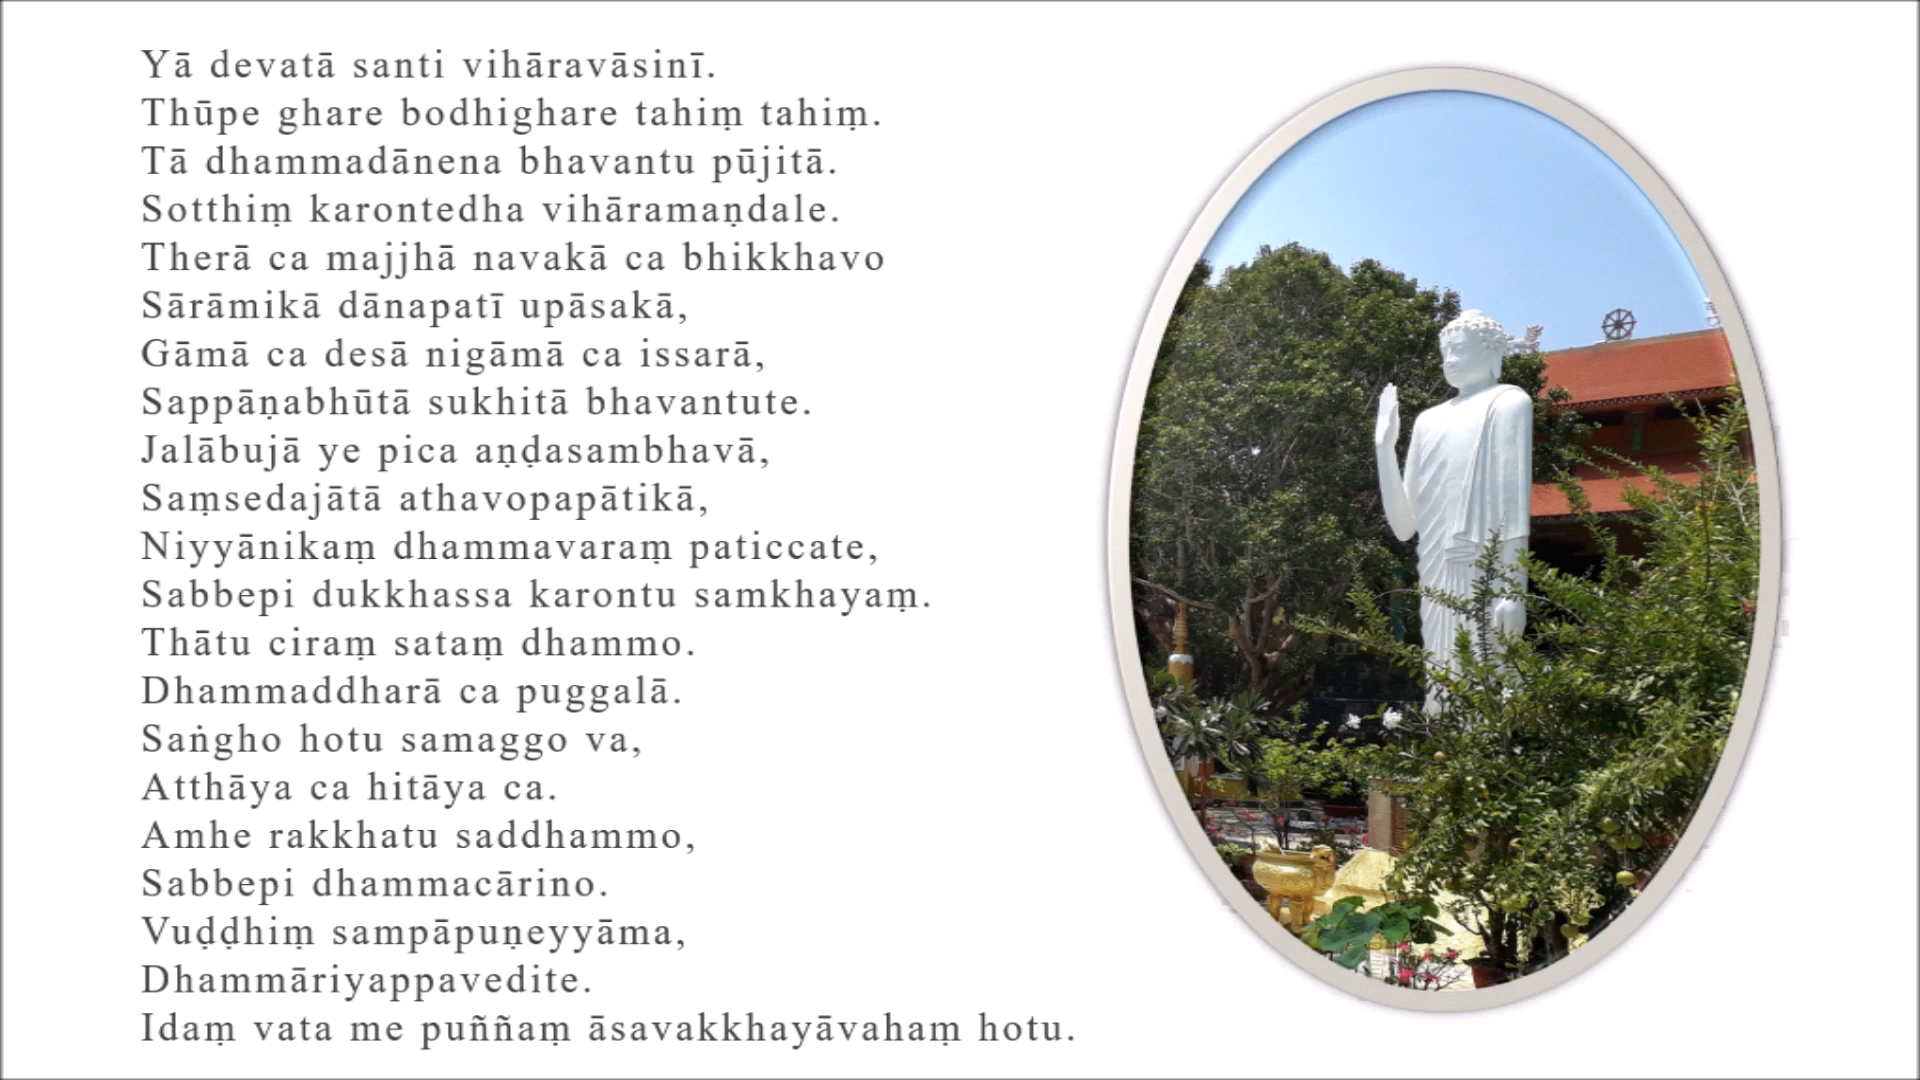 Yā devatā santi vihāravāsinī.
Thūpe ghare bodhighare tahiṃ tahiṃ.
Tā dhammadānena bhavantu pūjitā.
Sotthiṃ karontedha vihāramaṇdale.
Therā ca majjhā navakā ca bhikkhavo
Sārāmikā dānapatī upāsakā,
Gāmā ca desā nigāmā ca issarā,
Sappāṇabhūtā sukhitā bhavantute.
Jalābujā ye pica aṇḍasambhavā,
Saṃsedajātā athavopapātikā,
Niyyānikaṃ dhammavaraṃ paticcate,
Sabbepi dukkhassa karontu samkhayaṃ.
Thātu ciraṃ sataṃ dhammo.
Dhammaddharā ca puggalā.
Saṅgho hotu samaggo va,
Atthāya ca hitāya ca.
Amhe rakkhatu saddhammo,
Sabbepi dhammacārino.
Vuḍḍhiṃ sampāpuṇeyyāma,
Dhammāriyappavedite.
Idaṃ vata me puññaṃ āsavakkhayāvahaṃ hotu.